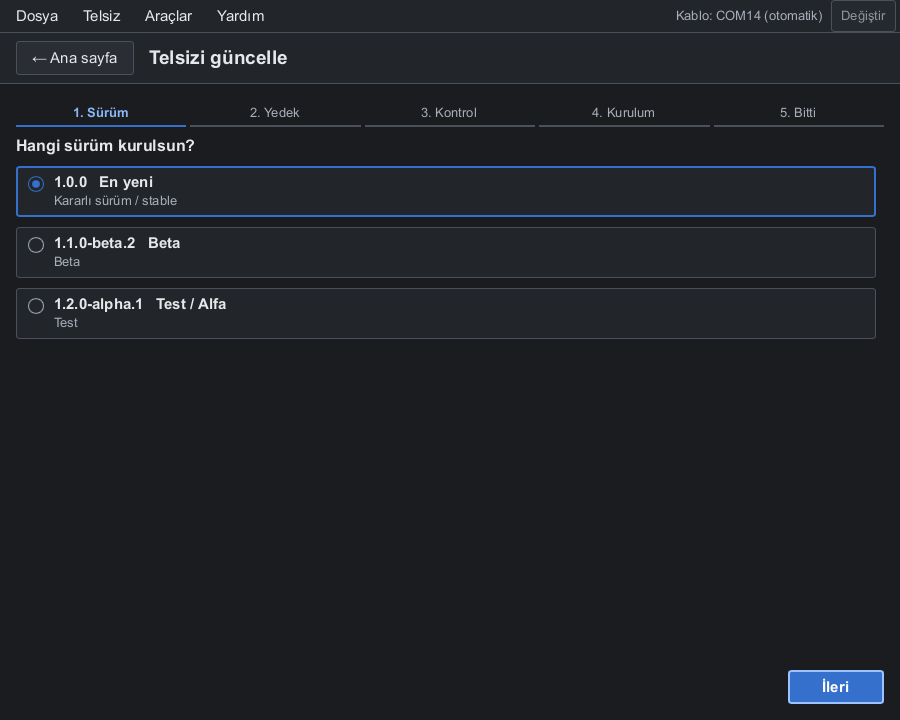 Dosya Telsiz Araçlar Yardım Kablo: COM14 (otomatik) Değiştir
← Ana sayfa Telsizi güncelle
1. Sürüm 2. Yedek 3. Kontrol 4. Kurulum 5. Bitti
Hangi sürüm kurulsun?
1.0.0 En yeni
Kararlı sürüm / stable
1.1.0-beta.2 Beta
Beta
1.2.0-alpha.1 Test / Alfa
Test
İleri